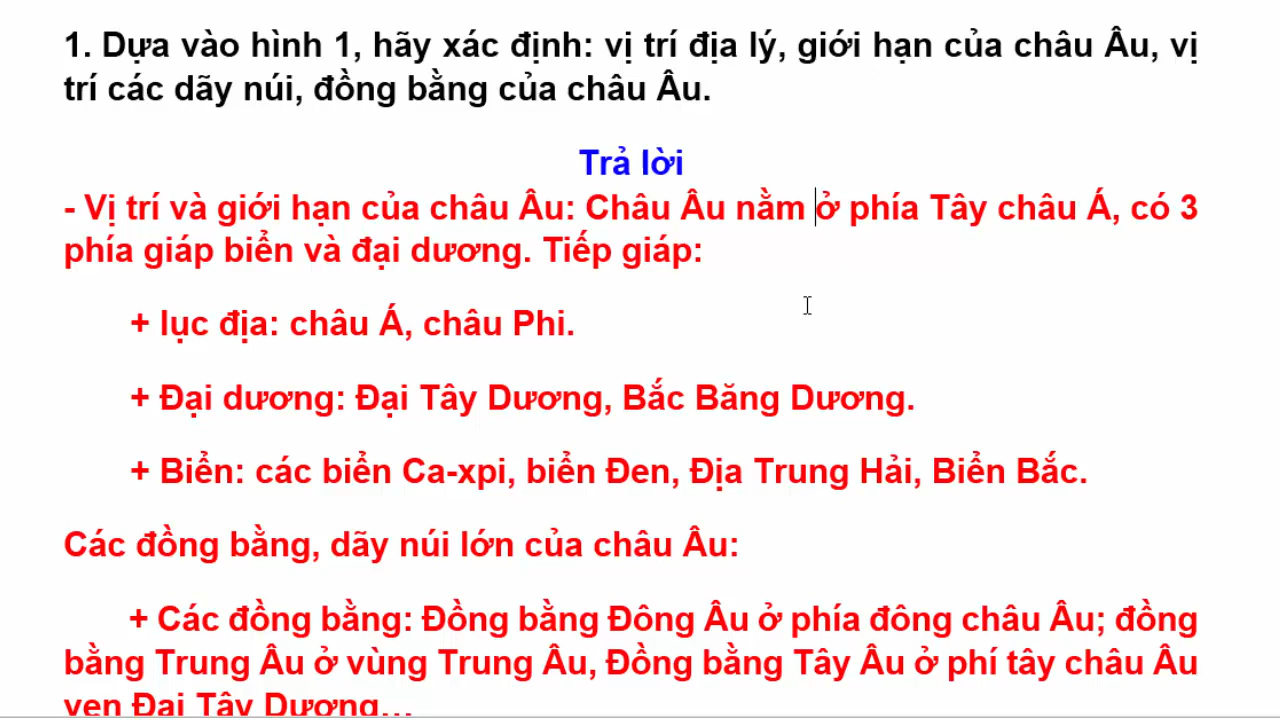 1. Dựa vào hình 1, hãy xác định: vị trí địa lý, giới hạn của châu Âu, vị
trí các dãy núi, đồng bằng của châu Âu.
Trả lời
- Vị trí và giới hạn của châu Âu: Châu Âu nằm ở phía Tây châu Á, có 3
phía giáp biển và đại dương. Tiếp giáp:
+ lục địa: châu Á, châu Phi.
+ Đại dương: Đại Tây Dương, Bắc Băng Dương.
+ Biển: các biển Ca-xpi, biển Đen, Địa Trung Hải, Biển Bắc.
Các đồng bằng, dãy núi lớn của châu Âu:
+ Các đồng bằng: Đồng bằng Đông Âu ở phía đông châu Âu; đồng
bằng Trung Âu ở vùng Trung Âu, Đồng bằng Tây Âu ở phí tây châu Âu
ven Đại Tây Dương...